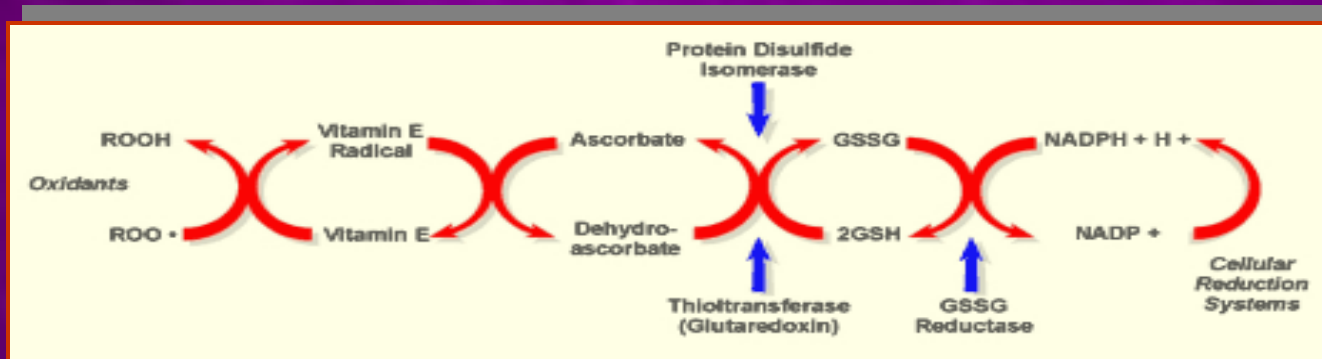 Protein Disulfide
Isomerase
ROOH
Vitamin E
Radical
Ascorbate
GSSG
NADPH + H +
Oxidants
ROO •
Vitamin E
Dehydro-
ascorbate
2GSH
NADP +
Cellular
Reduction
Systems
Thioltransferase
(Glutaredoxin)
GSSG
Reductase